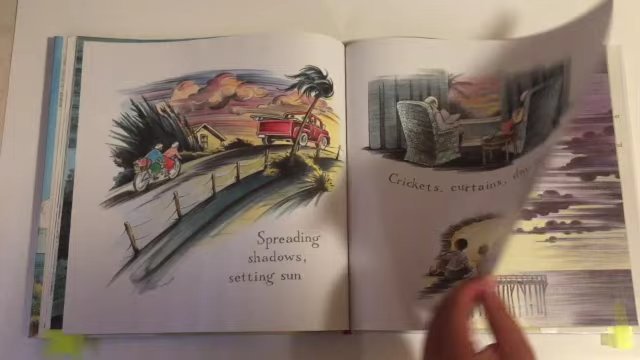 Spreading
shadows,
setting sun
Crickets, curtains,